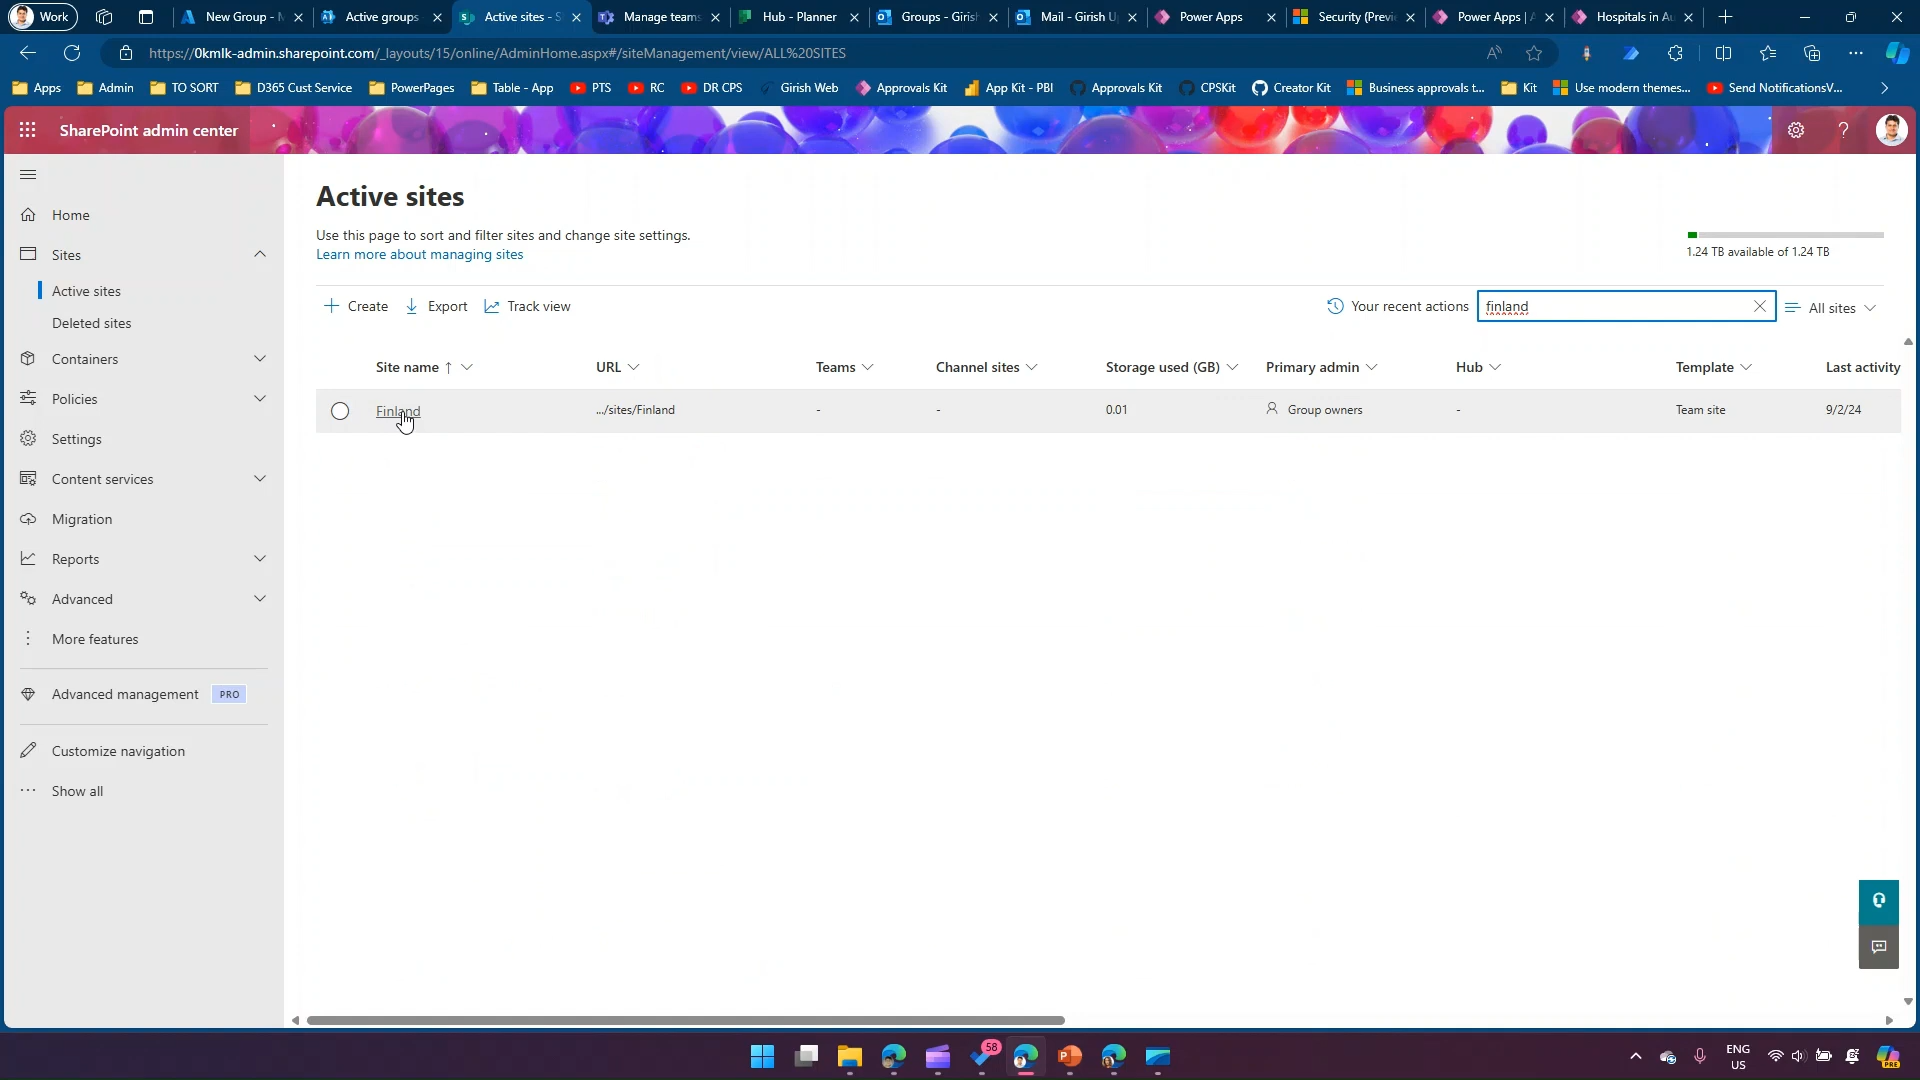 Work
New Group - M
Active groups
Active sites - S
Manage teams
Hub - Planner
Groups - Girish
Mail - Girish U
Power Apps
Security (Previ
Power Apps | A
Hospitals in Au
https://0kmlk-admin.sharepoint.com/_layouts/15/online/AdminHome.aspx#/siteManagement/view/ALL%20SITES
Apps
Admin
TO SORT
D365 Cust Service
PowerPages
Table - App
PTS
RC
DR CPS
Girish Web
Approvals Kit
App Kit - PBI
Approvals Kit
CPSKit
Creator Kit
Business approvals t...
Kit
Use modern themes...
Send NotificationsV...
SharePoint admin center
?
Home
Sites
Active sites
Deleted sites
Containers
Policies
Settings
Content services
Migration
Reports
Advanced
More features
Advanced management PRO
Customize navigation
Show all
Active sites
Use this page to sort and filter sites and change site settings.
Learn more about managing sites
1.24 TB available of 1.24 TB
Create
Export
Track view
Your recent actions
finland
All sites
Site name ↑
URL
Teams
Channel sites
Storage used (GB)
Primary admin
Hub
Template
Last activity
Finland
.../sites/Finland
-
-
0.01
Group owners
-
Team site
9/2/24
58
ENG
US
PRE